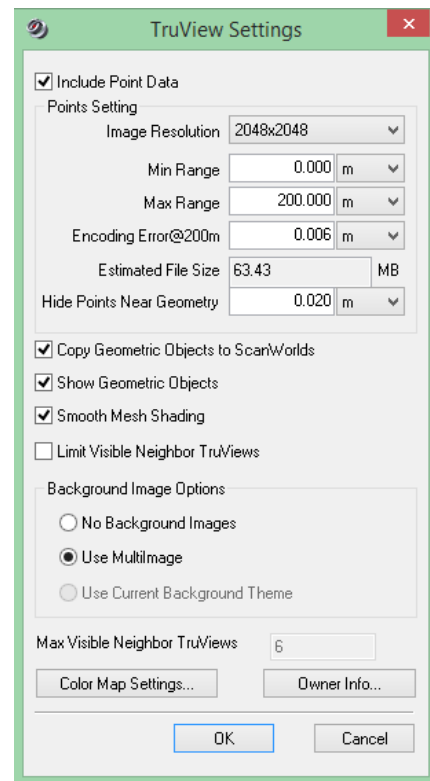 TruView Settings
Include Point Data
Points Setting
Image Resolution 2048x2048
Min Range 0.000 m
Max Range 200.000 m
Encoding Error@200m 0.006 m
Estimated File Size 63.43 MB
Hide Points Near Geometry 0.020 m
Copy Geometric Objects to ScanWorlds
Show Geometric Objects
Smooth Mesh Shading
Limit Visible Neighbor TruViews
Background Image Options
No Background Images
Use MultiImage
Use Current Background Theme
Max Visible Neighbor TruViews 6
Color Map Settings... Owner Info...
OK Cancel